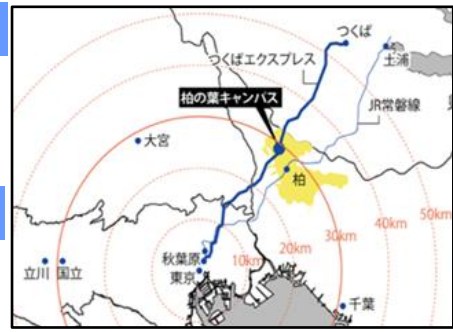 つくば
つくばエクスプレス
土浦
柏の葉キャンパス
JR常磐線
大宮
柏
50km
40km
30km
20km
10km
秋葉原
東京
立川
国立
千葉